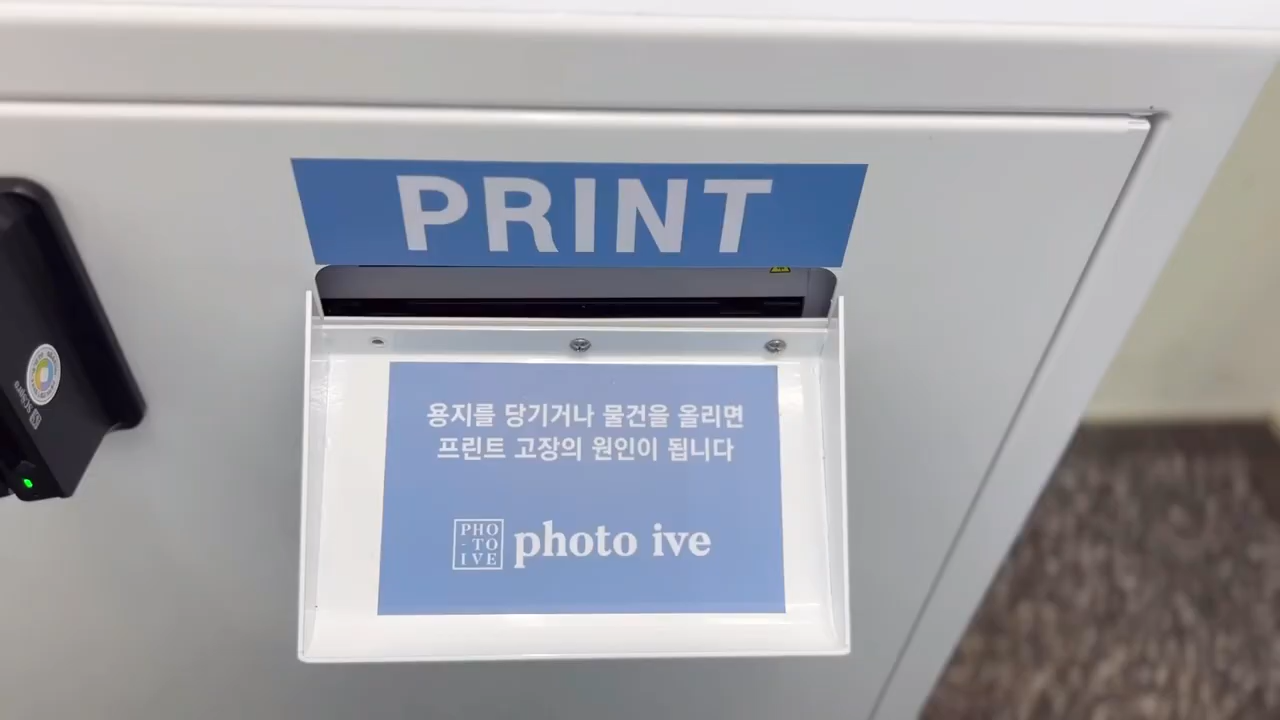 PRINT
용지를 당기거나 물건을 올리면
프린트 고장의 원인이 됩니다
PHO
-TO
IVE
photo ive